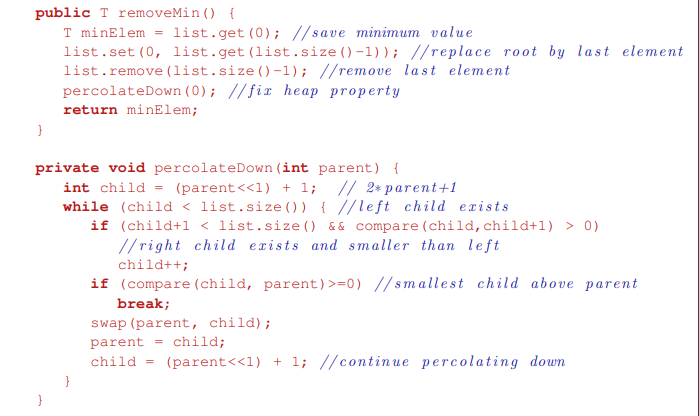 public T removeMin() {
T minElem = list.get(0); //save minimum value
list.set(0, list.get(list.size()-1)); //replace root by last element
list.remove(list.size()-1); //remove last element
percolateDown(0); //fix heap property
return minElem;
}
private void percolateDown(int parent) {
int child = (parent<<1) + 1; // 2*parent+1
while (child < list.size()) { //left child exists
if (child+1 < list.size() && compare(child,child+1) > 0)
//right child exists and smaller than left
child++;
if (compare(child, parent)>=0) //smallest child above parent
break;
swap(parent, child);
parent = child;
child = (parent<<1) + 1; //continue percolating down
}
}